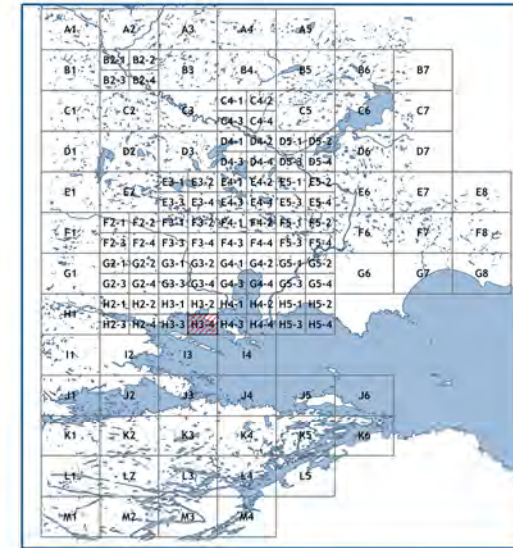 A1 A2 A3 A4 A5
B2-1 B2-2
B1 B3 B4 B5 B6 B7
B2-3 B2-4
C4-1 C4-2
C1 C2 C3 C5 C6 C7
C4-3 C4-4
D4-1 D4-2 D5-1 D5-2
D1 D2 D3 D6 D7
D4-3 D4-4 D5-3 D5-4
E3-1 E3-2 E4-1 E4-2 E5-1 E5-2
E1 E2 E6 E7 E8
E3-3 E3-4 E4-3 E4-4 E5-3 E5-4
F2-1 F2-2 F3-1 F3-2 F4-1 F4-2 F5-1 F5-2
F1 F6 F7 F8
F2-3 F2-4 F3-3 F3-4 F4-3 F4-4 F5-3 F5-4
G2-1 G2-2 G3-1 G3-2 G4-1 G4-2 G5-1 G5-2
G1 G6 G7 G8
G2-3 G2-4 G3-3 G3-4 G4-3 G4-4 G5-3 G5-4
H2-1 H2-2 H3-1 H3-2 H4-1 H4-2 H5-1 H5-2
H1
H2-3 H2-4 H3-3 H3-4 H4-3 H4-4 H5-3 H5-4
I1 I2 I3 I4
J1 J2 J3 J4 J5 J6
K1 K2 K3 K4 K5 K6
L1 L2 L3 L4 L5
M1 M2 M3 M4